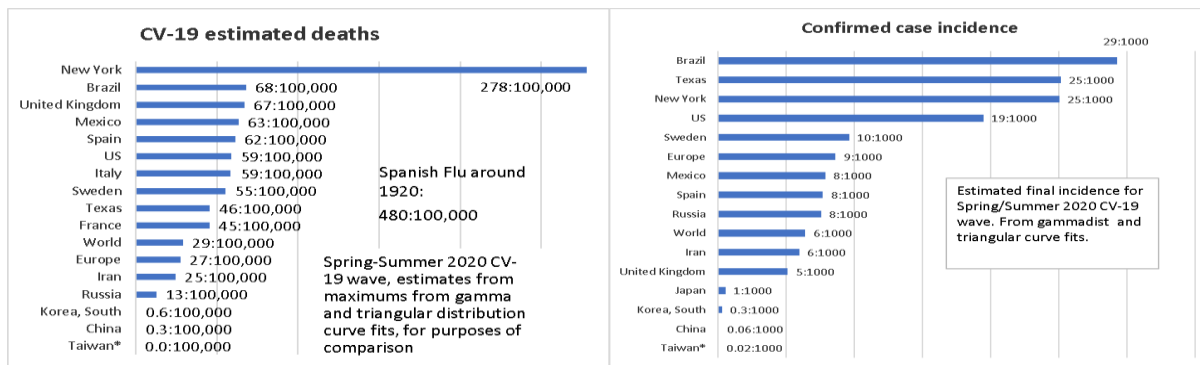 CV-19 estimated deaths
New York 278:100,000
Brazil 68:100,000
United Kingdom 67:100,000
Mexico 63:100,000
Spain 62:100,000
US 59:100,000
Italy 59:100,000
Sweden 55:100,000
Texas 46:100,000
France 45:100,000
World 29:100,000
Europe 27:100,000
Iran 25:100,000
Russia 13:100,000
Korea, South 0.6:100,000
China 0.3:100,000
Taiwan* 0.0:100,000
Spanish Flu around
1920:
480:100,000
Spring-Summer 2020 CV-
19 wave, estimates from
maximums from gamma
and triangular distribution
curve fits, for purposes of
comparison
Confirmed case incidence
Brazil 29:1000
Texas 25:1000
New York 25:1000
US 19:1000
Sweden 10:1000
Europe 9:1000
Mexico 8:1000
Spain 8:1000
Russia 8:1000
World 6:1000
Iran 6:1000
United Kingdom 5:1000
Japan 1:1000
Korea, South 0.3:1000
China 0.06:1000
Taiwan* 0.02:1000
Estimated final incidence for
Spring/Summer 2020 CV-19
wave. From gammadist and
triangular curve fits.